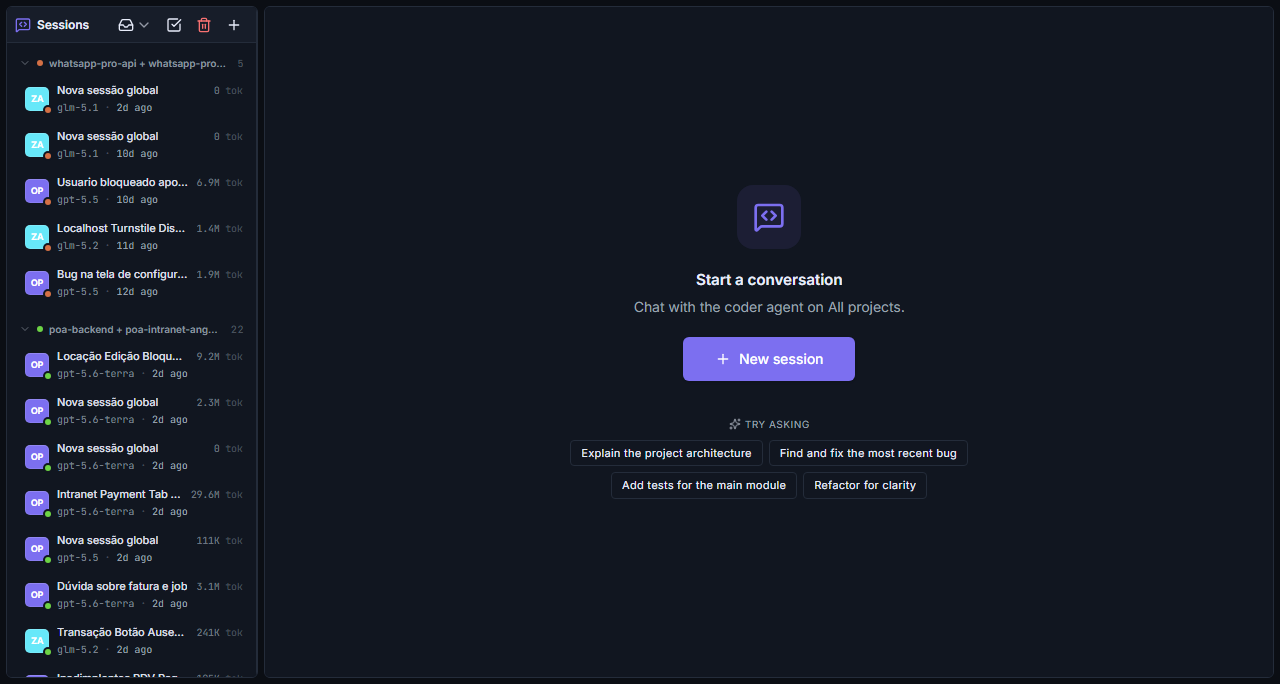 Sessions
whatsapp-pro-api + whatsapp-pro... 5
ZA Nova sessão global 0 tok
glm-5.1 · 2d ago
ZA Nova sessão global 0 tok
glm-5.1 · 10d ago
OP Usuario bloqueado apo... 6.9M tok
gpt-5.5 · 10d ago
ZA Localhost Turnstile Dis... 1.4M tok
glm-5.2 · 11d ago
OP Bug na tela de configur... 1.9M tok
gpt-5.5 · 12d ago
poa-backend + poa-intranet-ang... 22
OP Locação Edição Bloqu... 9.2M tok
gpt-5.6-terra · 2d ago
OP Nova sessão global 2.3M tok
gpt-5.6-terra · 2d ago
OP Nova sessão global 0 tok
gpt-5.6-terra · 2d ago
OP Intranet Payment Tab ... 29.6M tok
gpt-5.6-terra · 2d ago
OP Nova sessão global 111K tok
gpt-5.5 · 2d ago
OP Dúvida sobre fatura e job 3.1M tok
gpt-5.6-terra · 2d ago
ZA Transação Botão Ause... 241K tok
glm-5.2 · 2d ago
Start a conversation
Chat with the coder agent on All projects.
+ New session
TRY ASKING
Explain the project architecture
Find and fix the most recent bug
Add tests for the main module
Refactor for clarity